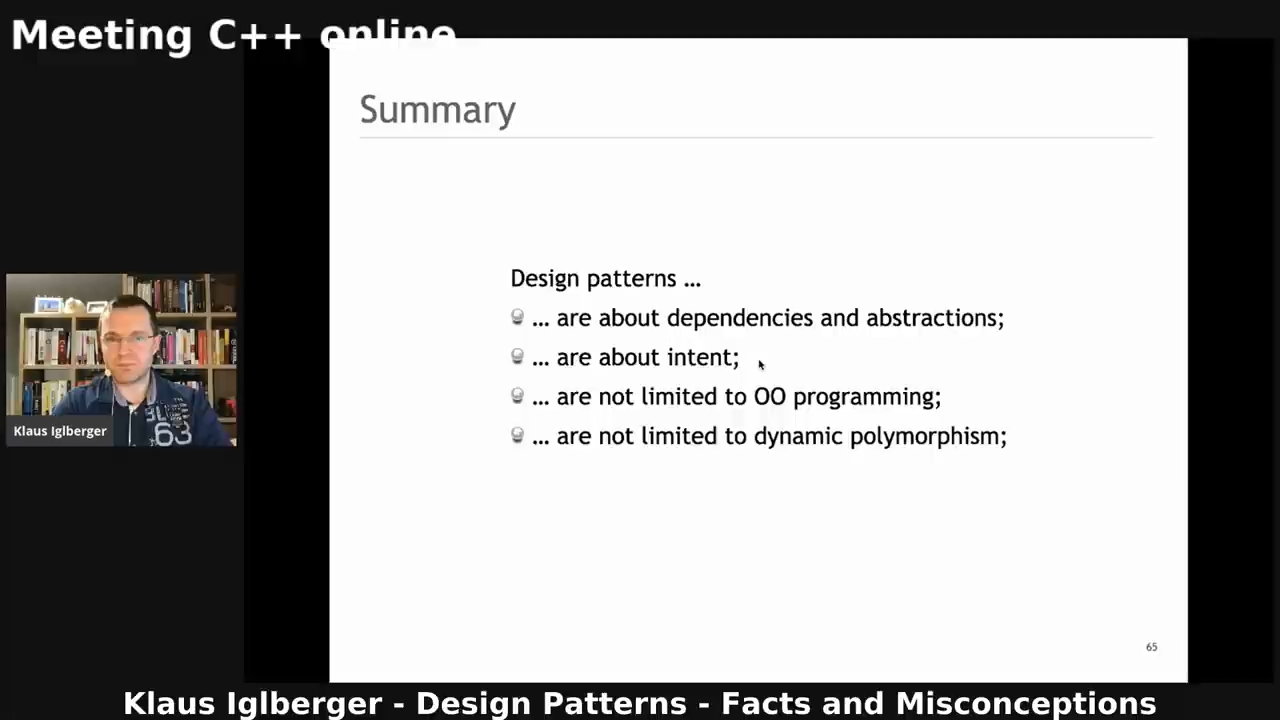 Meeting C++ online
Summary
Design patterns ...
... are about dependencies and abstractions;
... are about intent;
... are not limited to OO programming;
... are not limited to dynamic polymorphism;
63
Klaus Iglberger
65
Klaus Iglberger - Design Patterns - Facts and Misconceptions